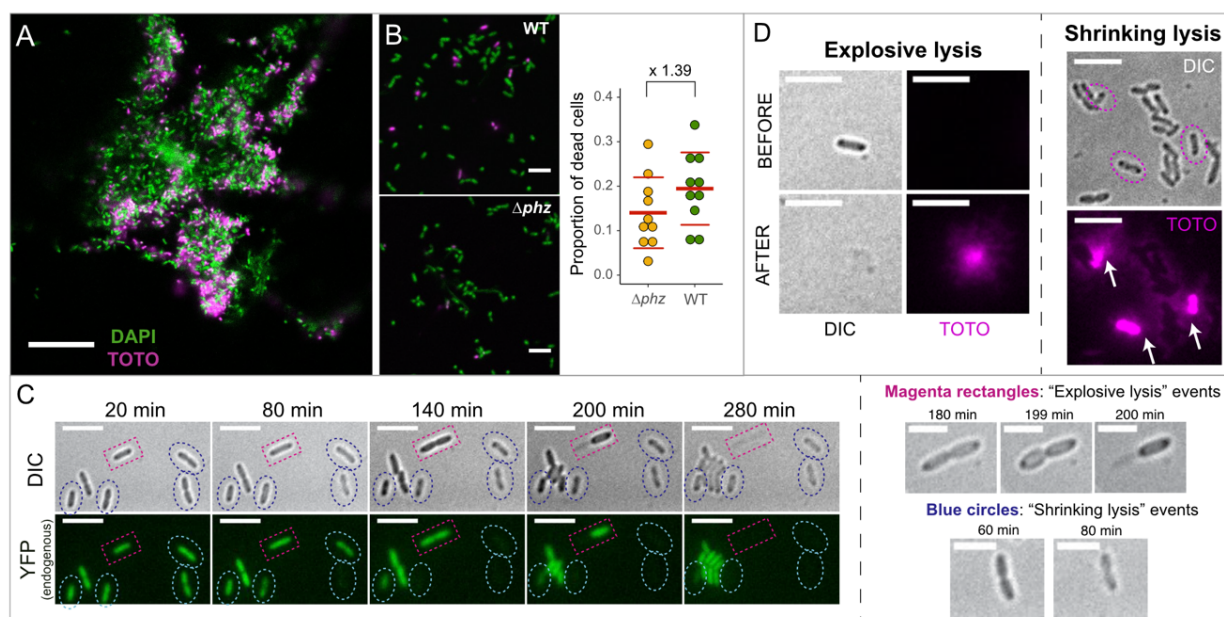 A
DAPI
TOTO
B
WT
Δphz
x 1.39
Proportion of dead cells
0.4
0.3
0.2
0.1
0.0
Δphz
WT
D
Explosive lysis
BEFORE
AFTER
DIC
TOTO
Shrinking lysis
DIC
TOTO
C
20 min
80 min
140 min
200 min
280 min
DIC
YFP
(endogenous)
Magenta rectangles: “Explosive lysis” events
180 min
199 min
200 min
Blue circles: “Shrinking lysis” events
60 min
80 min